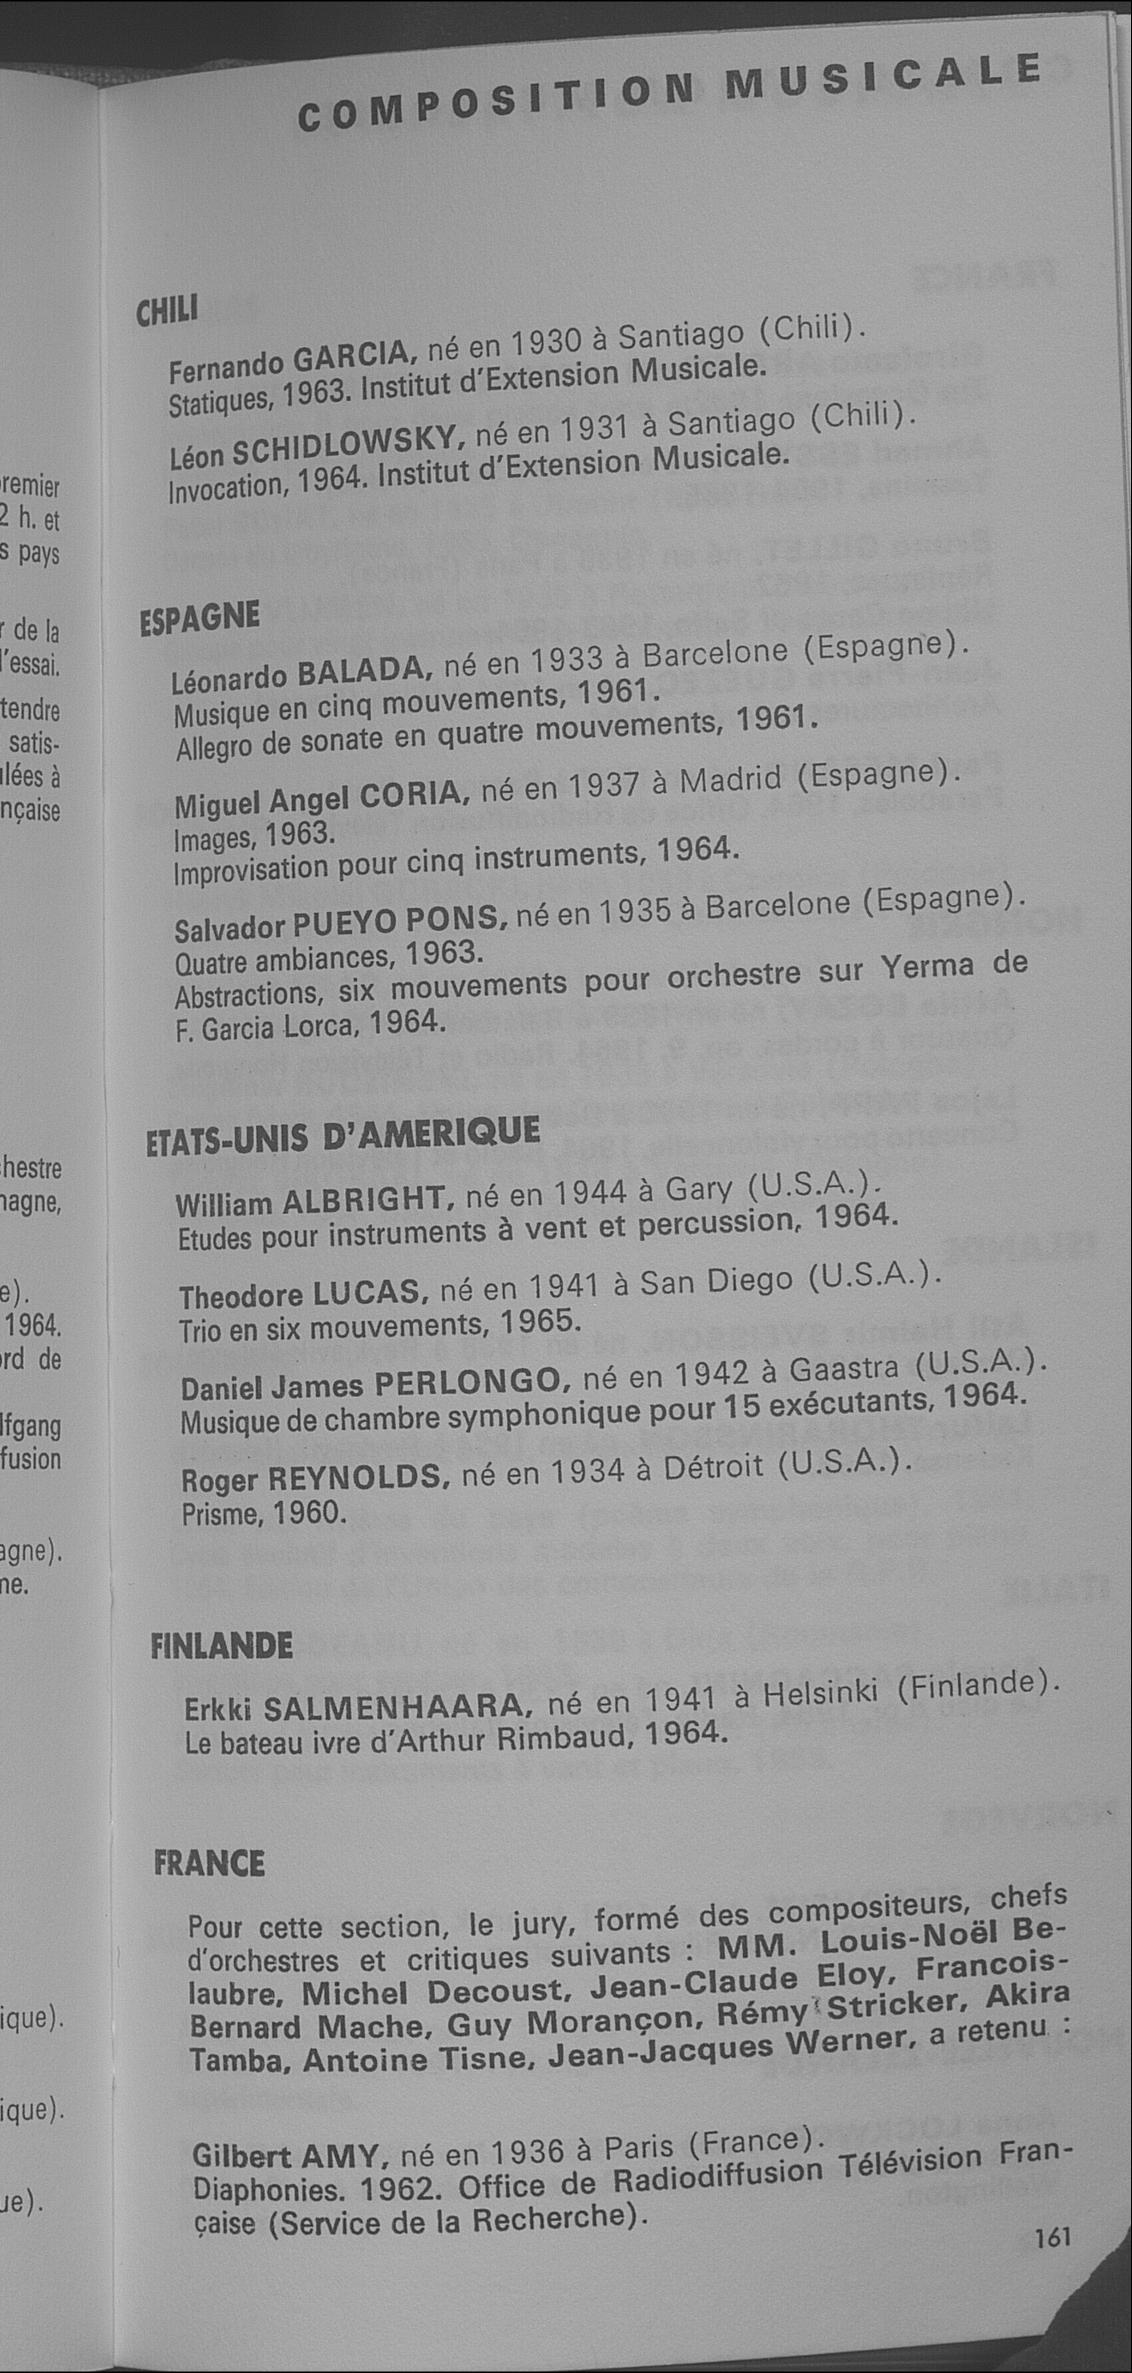 COMPOSITION MUSICALE
CHILI
Fernando GARCIA, né en 1930 à Santiago (Chili).
Statiques, 1963. Institut d'Extension Musicale.
Léon SCHIDLOWSKY, né en 1931 à Santiago (Chili).
Invocation, 1964. Institut d'Extension Musicale.
ESPAGNE
Léonardo BALADA, né en 1933 à Barcelone (Espagne).
Musique en cinq mouvements, 1961.
Allegro de sonate en quatre mouvements, 1961.
Miguel Angel CORIA, né en 1937 à Madrid (Espagne).
Images, 1963.
Improvisation pour cinq instruments, 1964.
Salvador PUEYO PONS, né en 1935 à Barcelone (Espagne).
Quatre ambiances, 1963.
Abstractions, six mouvements pour orchestre sur Yerma de
F. Garcia Lorca, 1964.
ETATS-UNIS D'AMERIQUE
William ALBRIGHT, né en 1944 à Gary (U.S.A.).
Etudes pour instruments à vent et percussion, 1964.
Theodore LUCAS, né en 1941 à San Diego (U.S.A.).
Trio en six mouvements, 1965.
Daniel James PERLONGO, né en 1942 à Gaastra (U.S.A.).
Musique de chambre symphonique pour 15 exécutants, 1964.
Roger REYNOLDS, né en 1934 à Détroit (U.S.A.).
Prisme, 1960.
FINLANDE
Erkki SALMENHAARA, né en 1941 à Helsinki (Finlande).
Le bateau ivre d'Arthur Rimbaud, 1964.
FRANCE
Pour cette section, le jury, formé des compositeurs, chefs
d'orchestres et critiques suivants : MM. Louis-Noël Be-
laubre, Michel Decoust, Jean-Claude Eloy, Francois-
Bernard Mache, Guy Morançon, Rémy Stricker, Akira
Tamba, Antoine Tisne, Jean-Jacques Werner, a retenu :
Gilbert AMY, né en 1936 à Paris (France).
Diaphonies. 1962. Office de Radiodiffusion Télévision Fran-
çaise (Service de la Recherche).
161